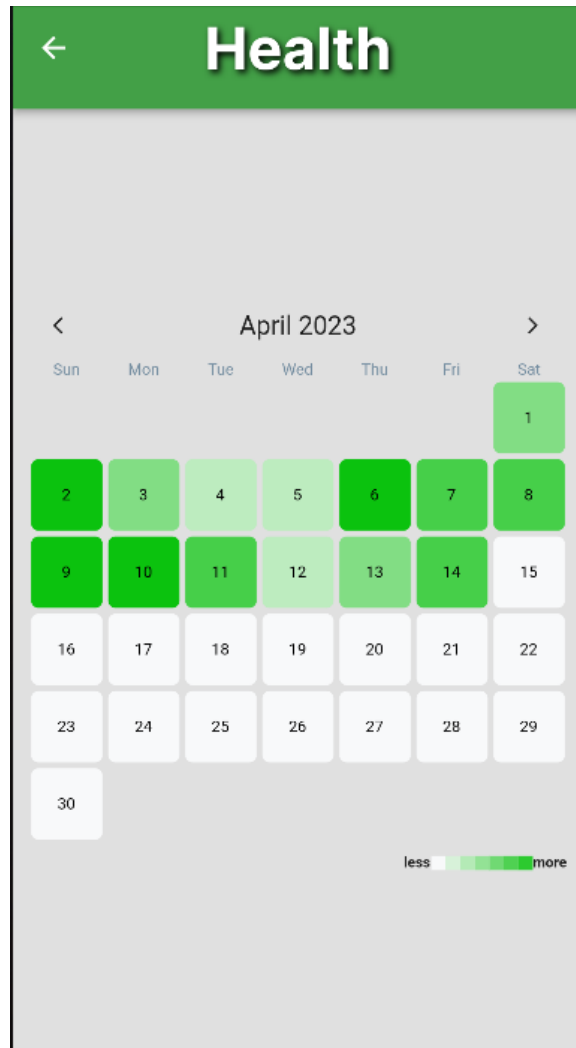 Health
April 2023
Sun Mon Tue Wed Thu Fri Sat
1
2 3 4 5 6 7 8
9 10 11 12 13 14 15
16 17 18 19 20 21 22
23 24 25 26 27 28 29
30
less more